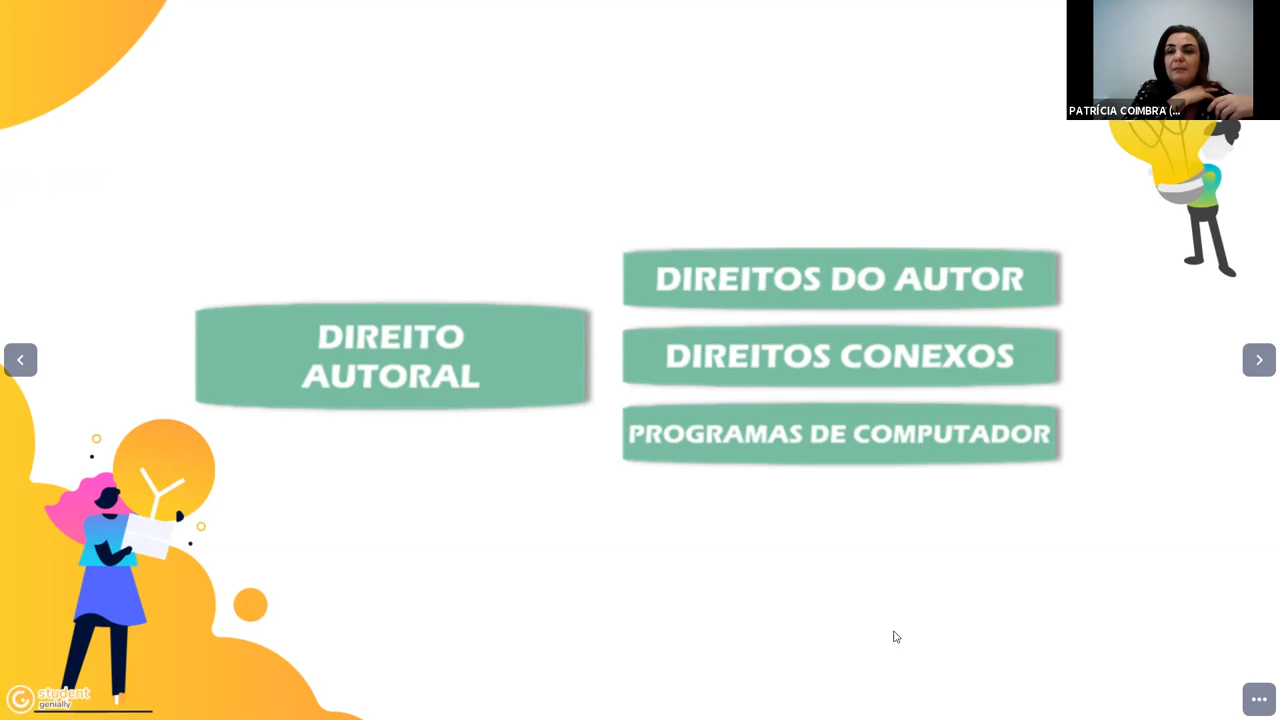 PATRÍCIA COIMBRA (...
DIREITO
AUTORAL
DIREITOS DO AUTOR
DIREITOS CONEXOS
PROGRAMAS DE COMPUTADOR
student
genially